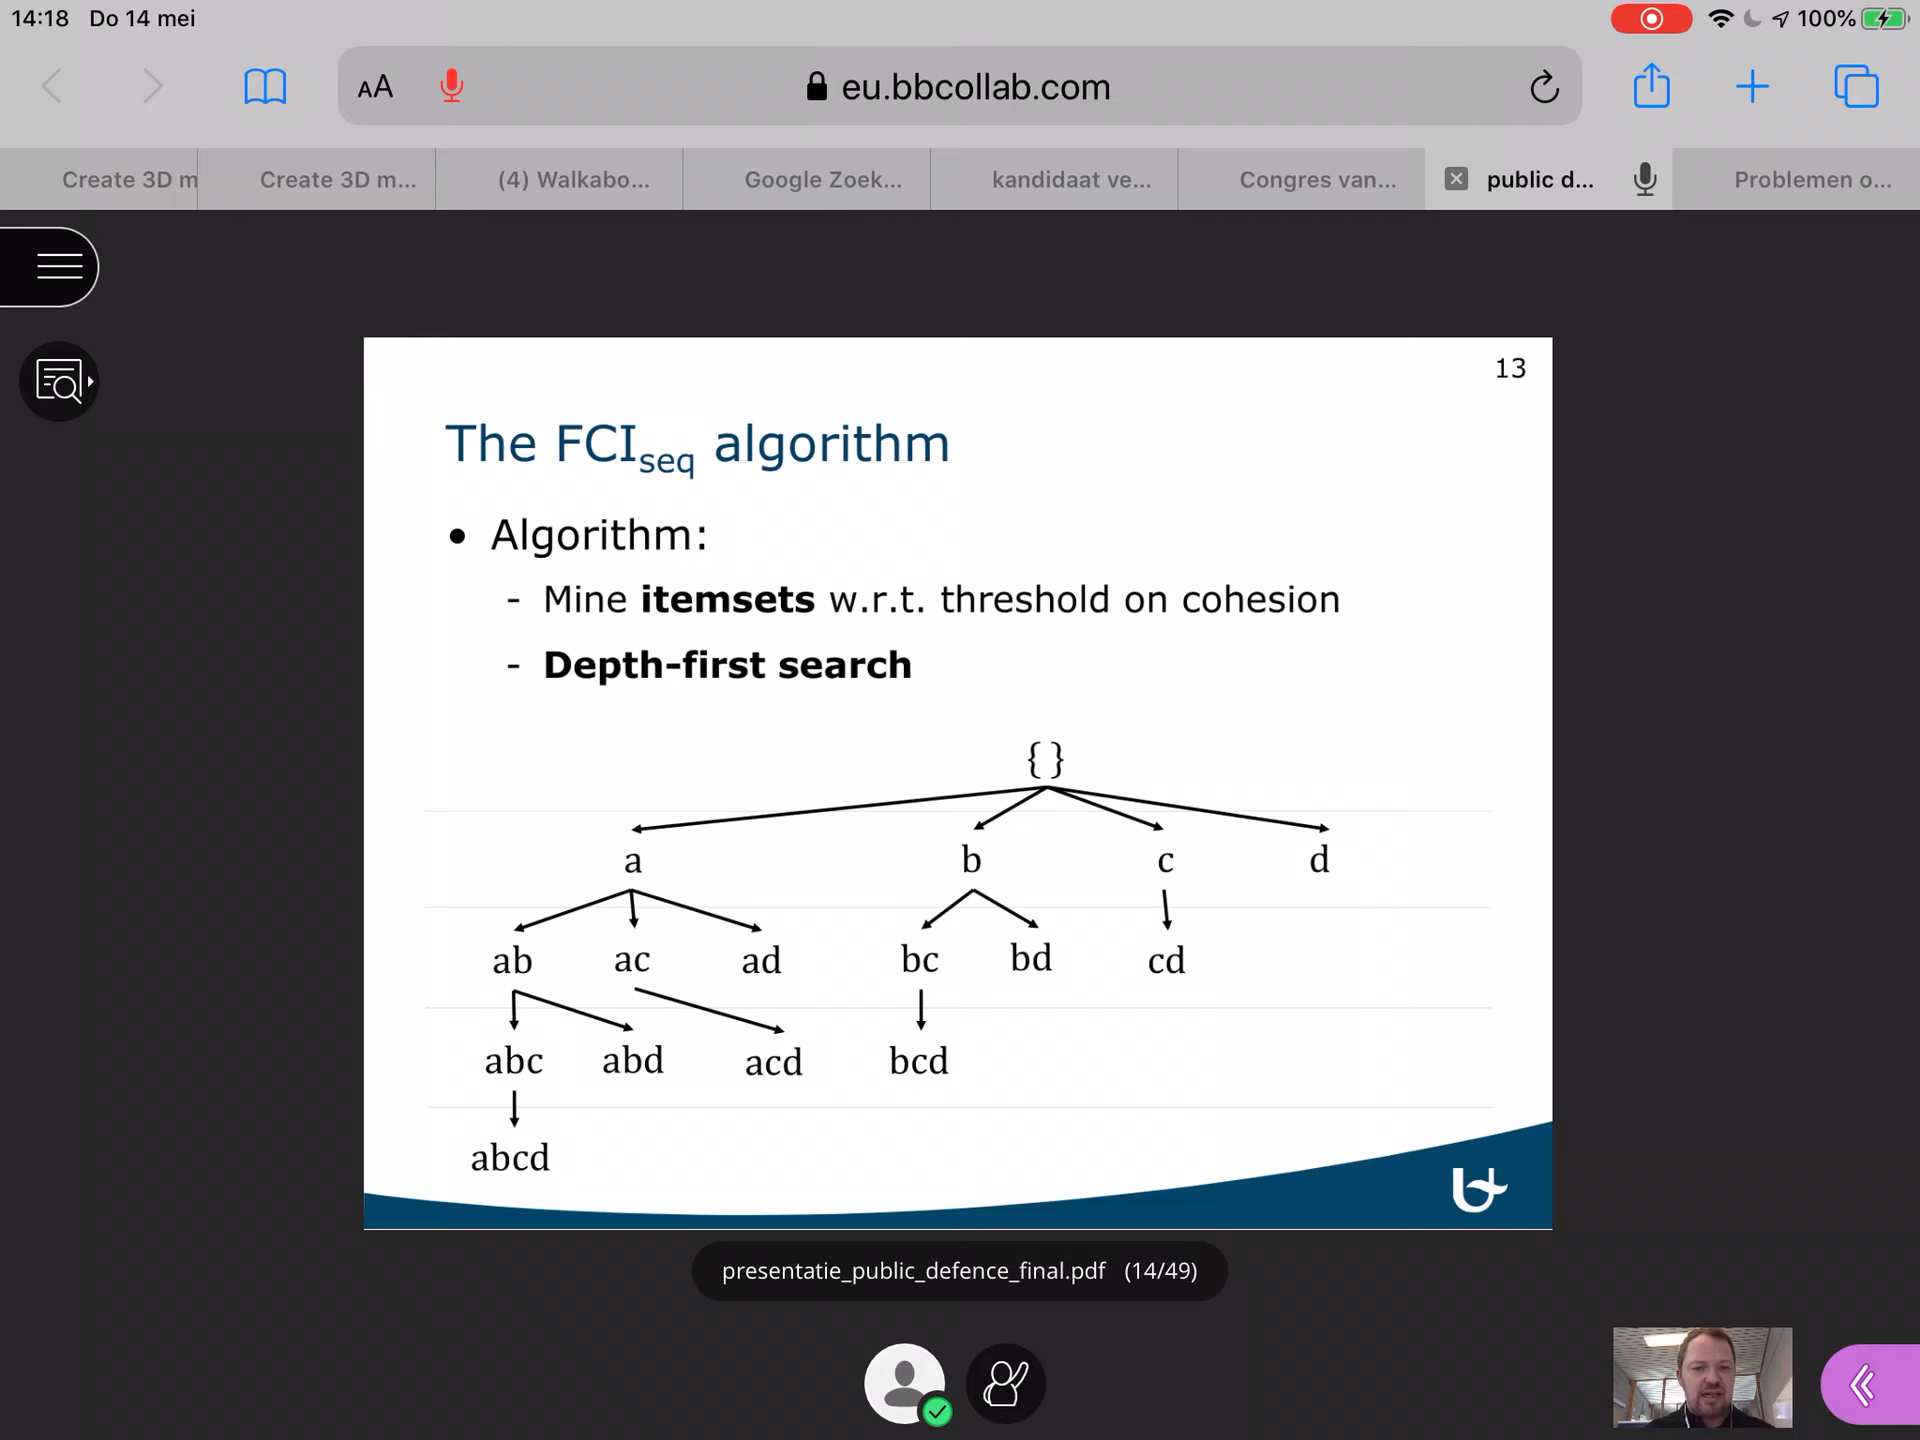 14:18 Do 14 mei
100%
AA
eu.bbcollab.com
Create 3D m
Create 3D m...
(4) Walkabo...
Google Zoek...
kandidaat ve...
Congres van...
public d...
Problemen o...
13
The FCIseq algorithm
• Algorithm:
- Mine itemsets w.r.t. threshold on cohesion
- Depth-first search
{ }
a b c d
ab ac ad bc bd cd
abc abd acd bcd
abcd
presentatie_public_defence_final.pdf (14/49)